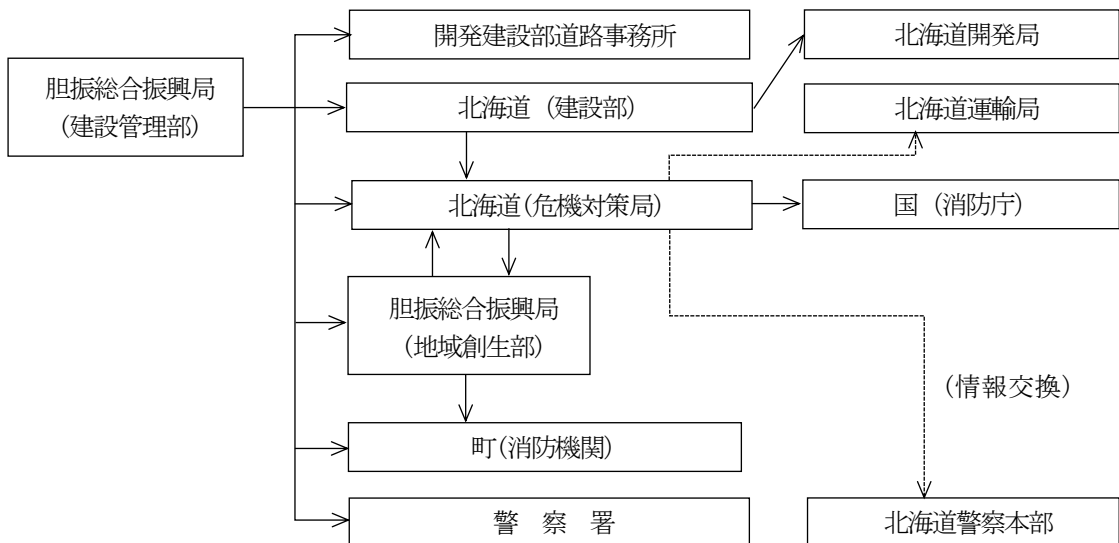 胆振総合振興局
(建設管理部)
開発建設部道路事務所
北海道開発局
北海道 (建設部)
北海道運輸局
北海道(危機対策局)
国 (消防庁)
胆振総合振興局
(地域創生部)
(情報交換)
町(消防機関)
警 察 署
北海道警察本部